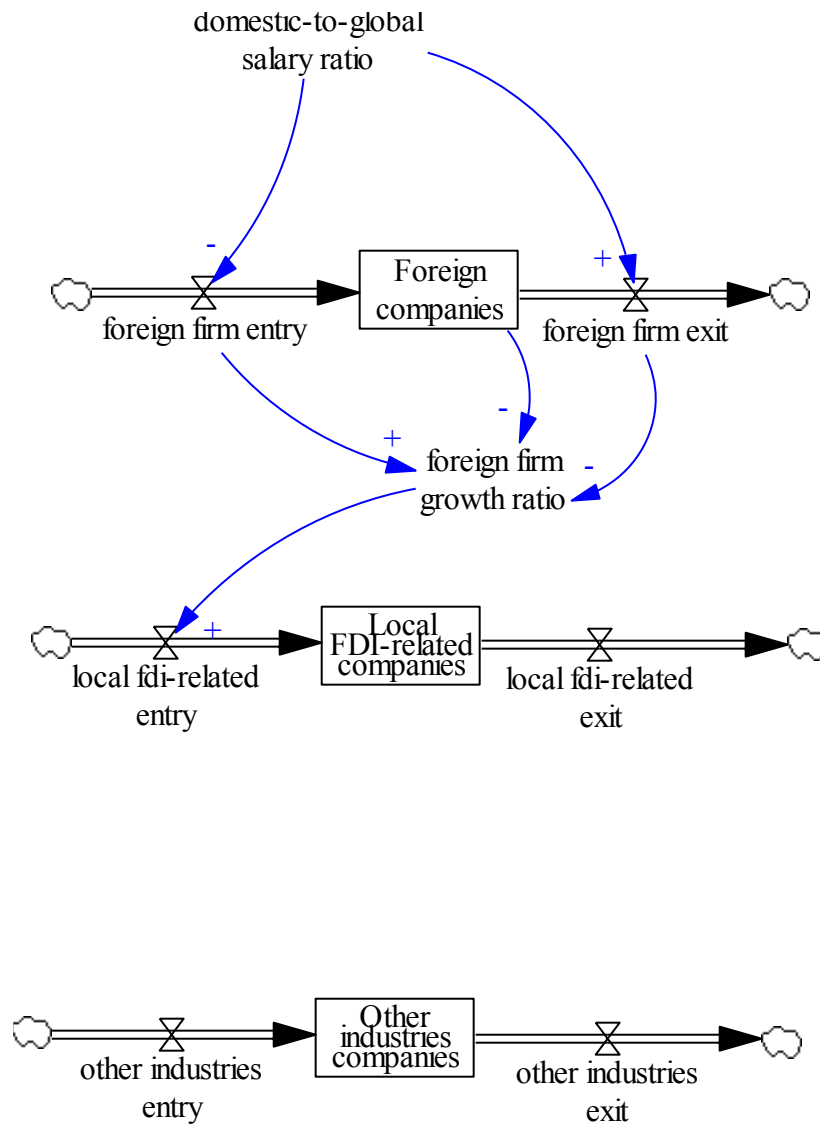 domestic-to-global
salary ratio
-
+
Foreign
companies
foreign firm entry
foreign firm exit
-
+
-
foreign firm
growth ratio
+
Local
FDI-related
companies
local fdi-related
entry
local fdi-related
exit
Other
industries
companies
other industries
entry
other industries
exit